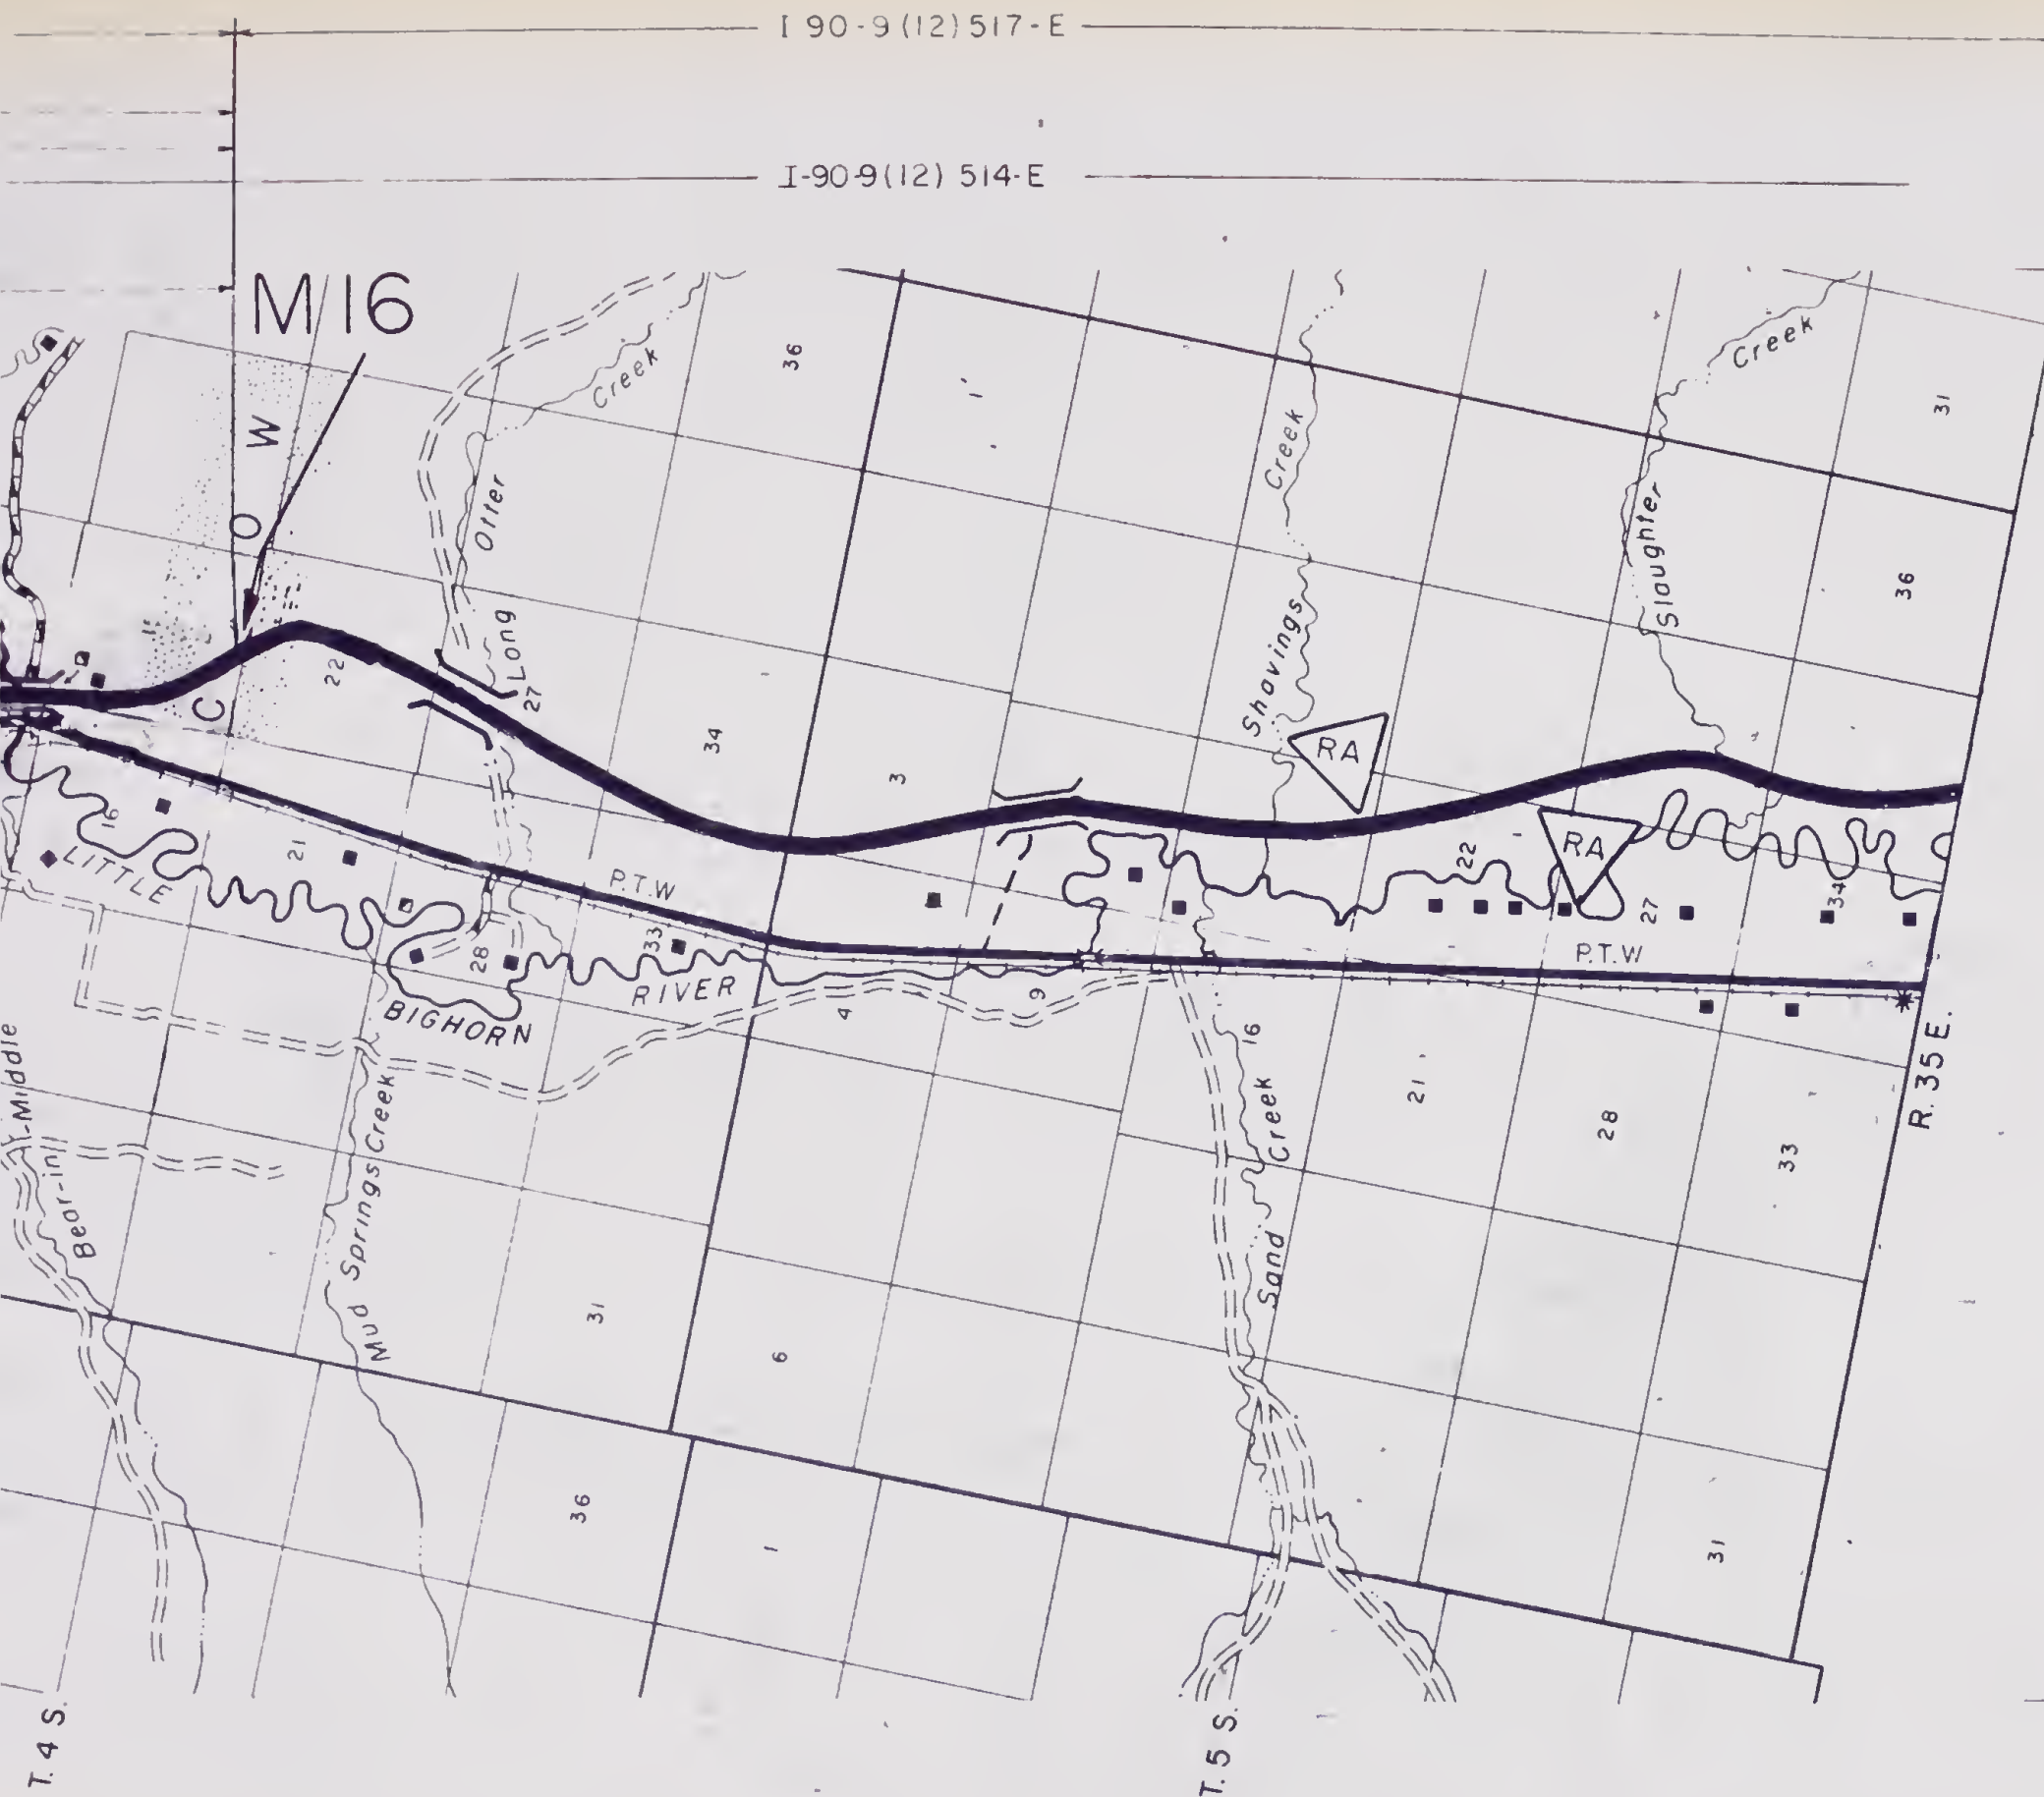 I 90-9(12)517-E
I-90-9(12) 514-E
M16
C O W
Creek
Otter
Long
36
1
Creek
Shavings
Creek
Slaughter
31
36
22
27
34
3
RA
RA
16
21
LITTLE
P.T.W
22
27
34
P.T.W
28
33
RIVER
BIGHORN
4
9
16
Middle
Bear-in
Mud Springs Creek
Sand Creek
21
28
33
R. 35 E.
31
6
36
1
31
T. 4 S.
T. 5 S.